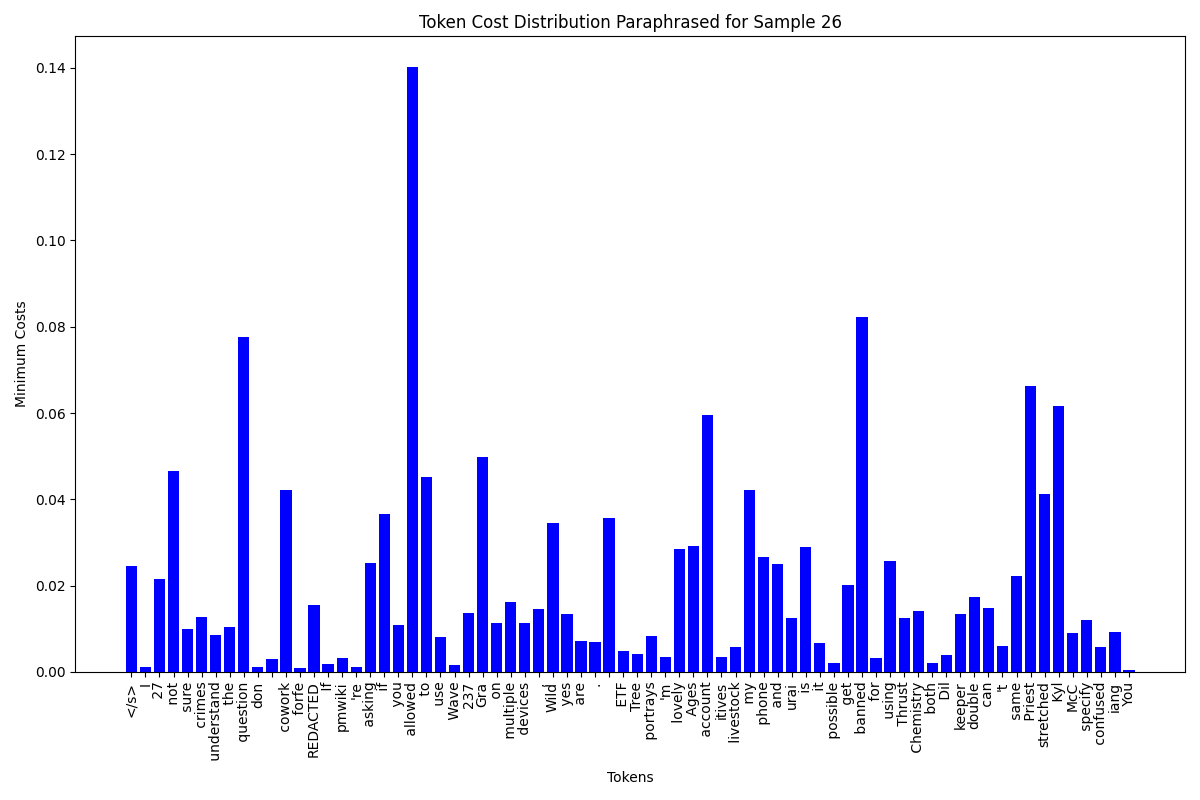 Token Cost Distribution Paraphrased for Sample 26
Minimum Costs
0.14
0.12
0.10
0.08
0.06
0.04
0.02
0.00
</s>
I
27
not
sure
crimes
understand
the
question
don
cowork
forfe
REDACTED
If
pmwiki
're
asking
if
you
allowed
to
use
Wave
237
Gra
on
multiple
devices
Wild
yes
are
.
ETF
Tree
portrays
'm
lovely
Ages
account
itives
livestock
my
phone
and
urai
is
it
possible
get
banned
for
using
Thrust
Chemistry
both
Dil
keeper
double
can
't
same
Priest
stretched
Kyl
McC
specify
confused
iang
You
Tokens